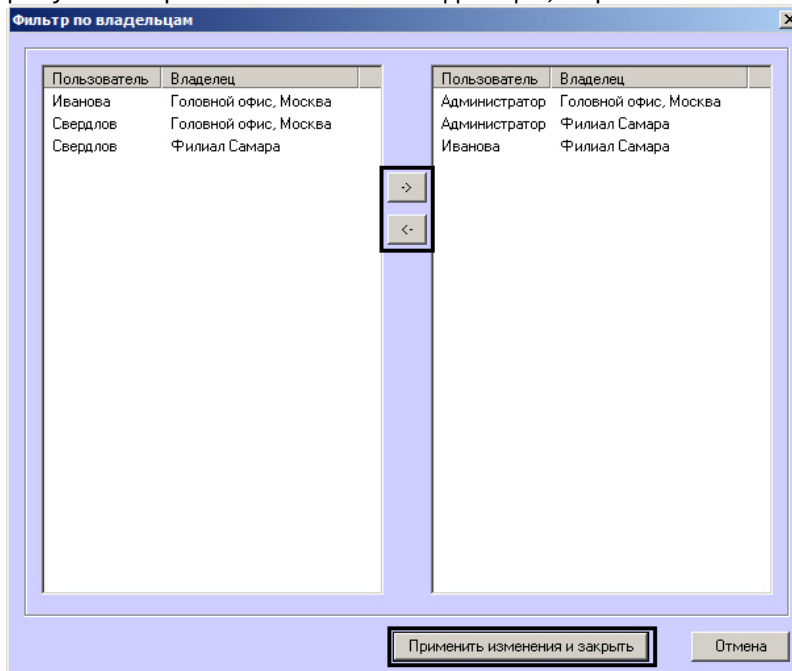 Фильтр по владельцам
Пользователь Владелец
Иванова Головной офис, Москва
Свердлов Головной офис, Москва
Свердлов Филиал Самара
->
<-
Пользователь Владелец
Администратор Головной офис, Москва
Администратор Филиал Самара
Иванова Филиал Самара
Применить изменения и закрыть
Отмена